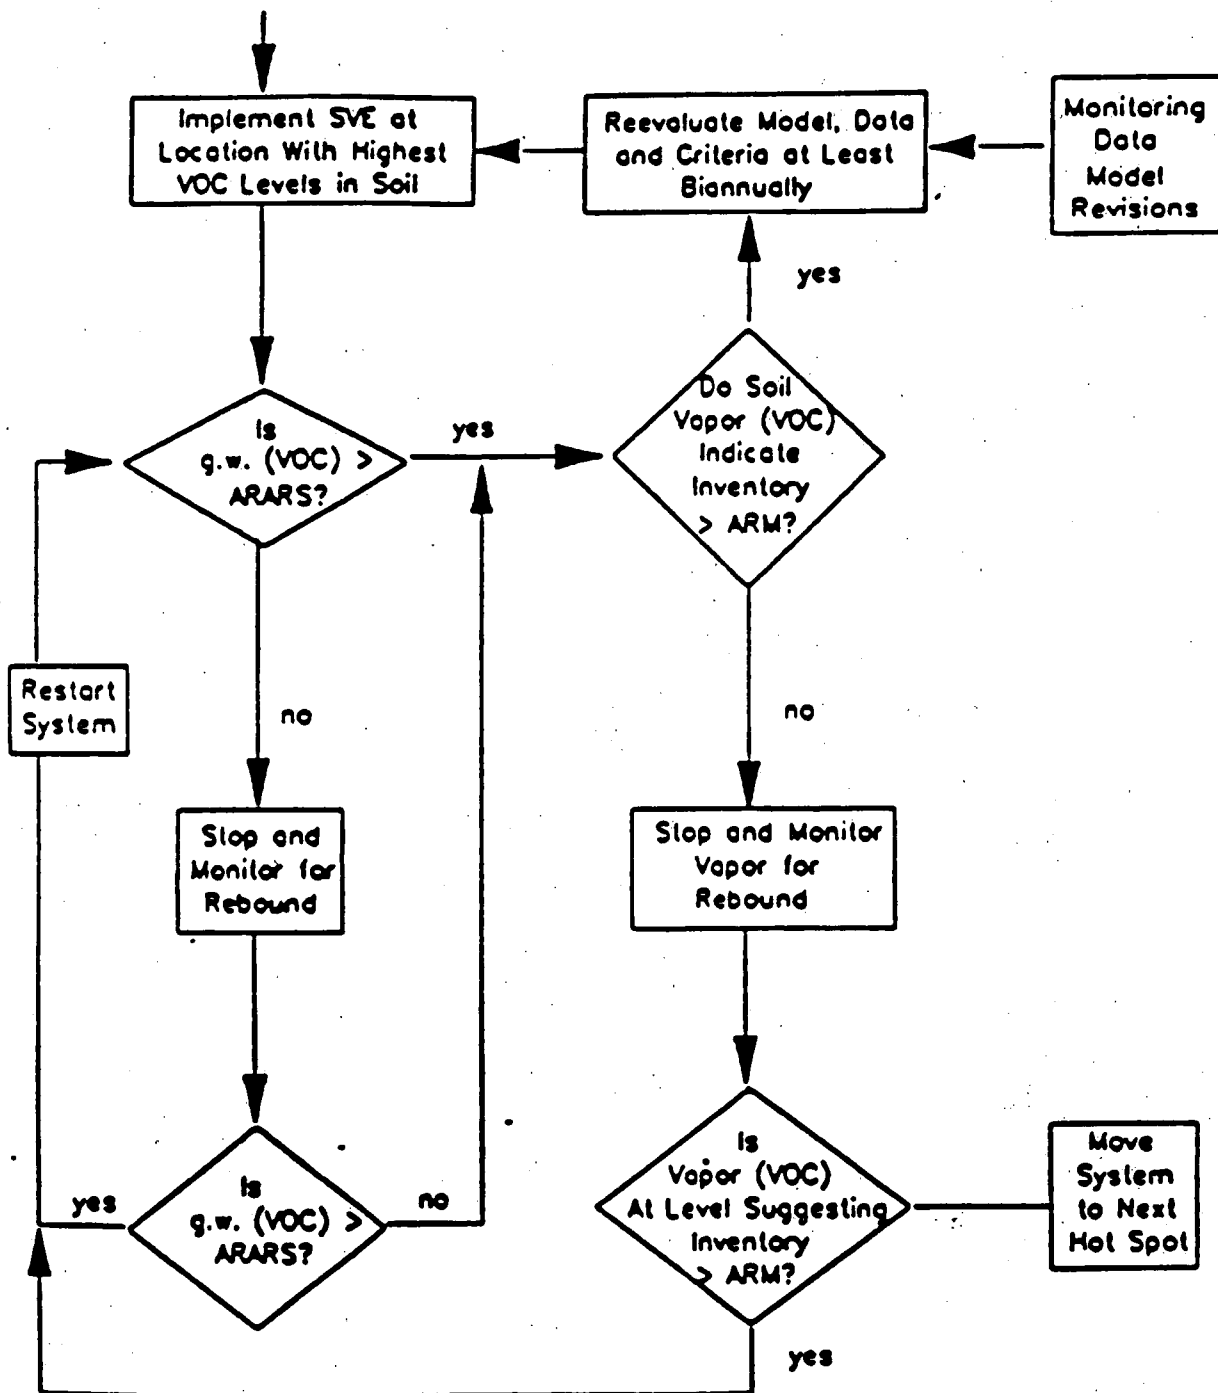 Implement SVE at
Location With Highest
VOC Levels in Soil
Reevaluate Model, Data
and Criteria at Least
Biannually
Monitoring
Data
Model
Revisions
yes
Is
g.w. (VOC) >
ARARS?
yes
Do Soil
Vapor (VOC)
Indicate
Inventory
> ARM?
Restart
System
no
no
Stop and
Monitor for
Rebound
Stop and Monitor
Vapor for
Rebound
yes
Is
g.w. (VOC) >
ARARS?
no
Is
Vapor (VOC)
At Level Suggesting
Inventory
> ARM?
Move
System
to Next
Hot Spot
yes